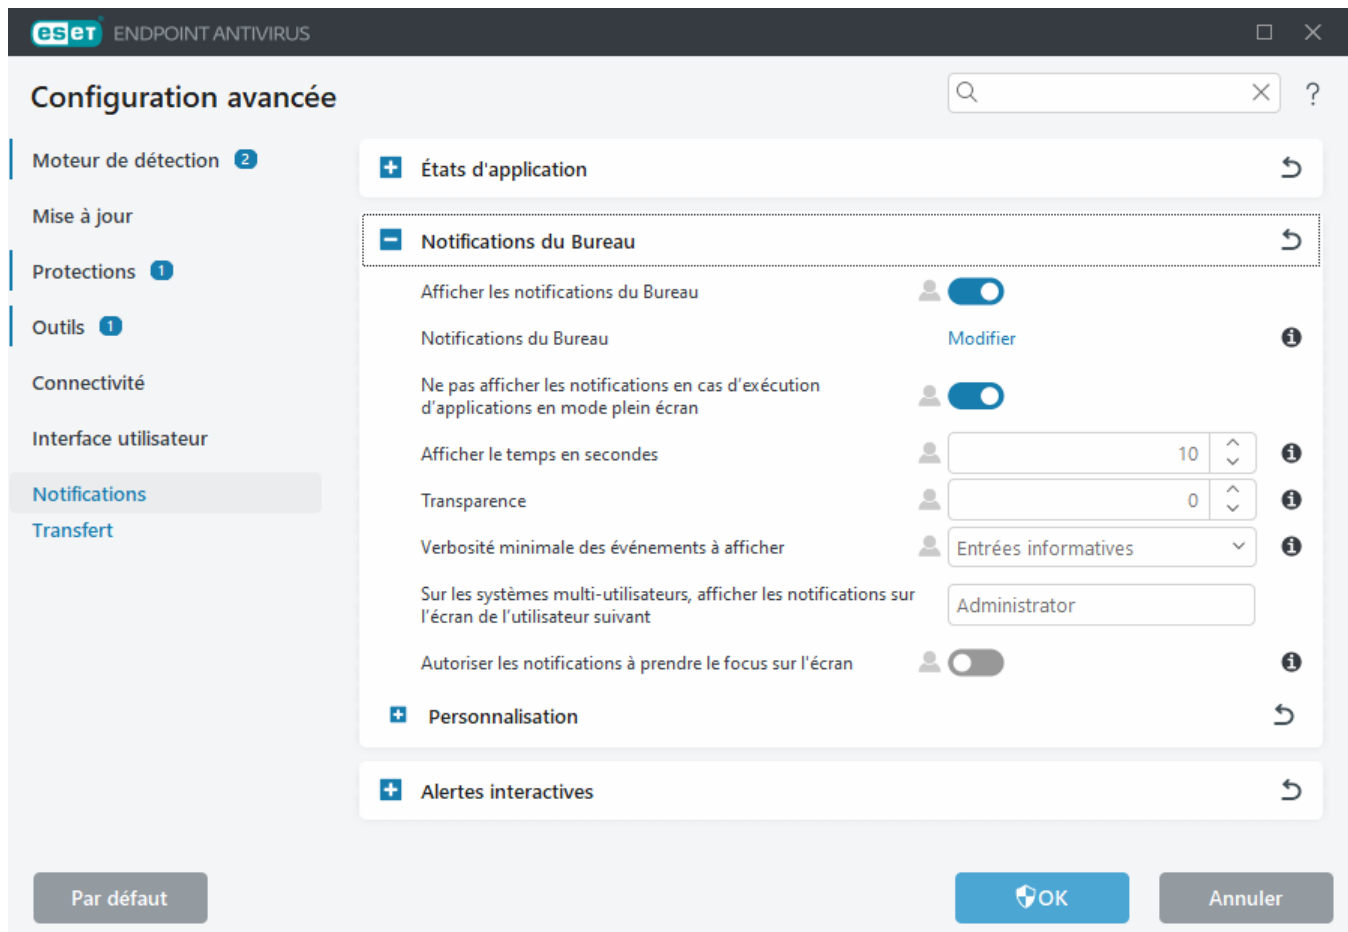 eset ENDPOINT ANTIVIRUS
Configuration avancée
?
Moteur de détection 2
Mise à jour
Protections 1
Outils 1
Connectivité
Interface utilisateur
Notifications
Transfert
États d'application
Notifications du Bureau
Afficher les notifications du Bureau
Notifications du Bureau Modifier
Ne pas afficher les notifications en cas d’exécution
d’applications en mode plein écran
Afficher le temps en secondes 10
Transparence 0
Verbosité minimale des événements à afficher Entrées informatives
Sur les systèmes multi-utilisateurs, afficher les notifications sur
l’écran de l’utilisateur suivant
Administrator
Autoriser les notifications à prendre le focus sur l'écran
Personnalisation
Alertes interactives
Par défaut OK Annuler